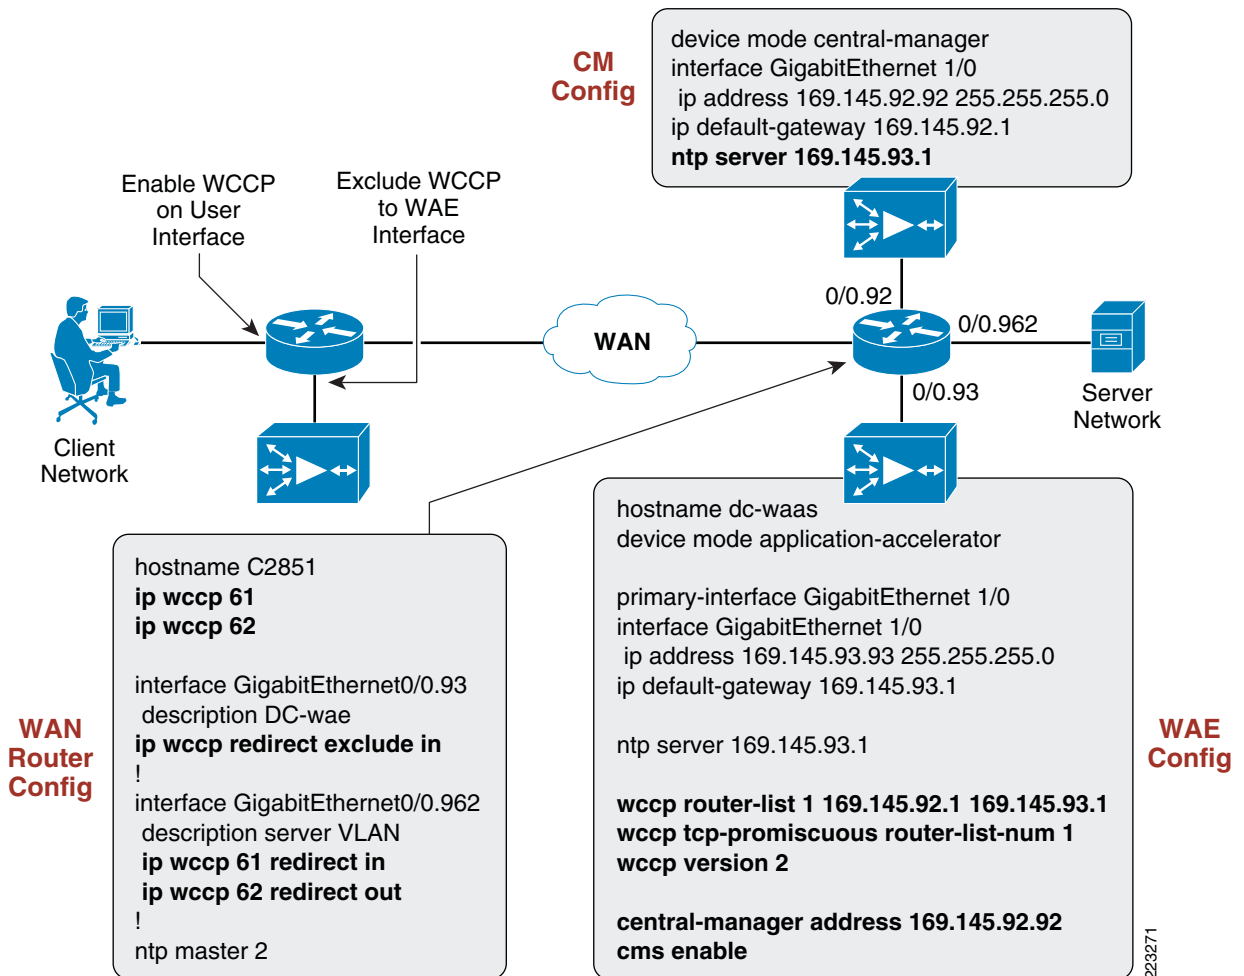 CM
Config
device mode central-manager
interface GigabitEthernet 1/0
ip address 169.145.92.92 255.255.255.0
ip default-gateway 169.145.92.1
ntp server 169.145.93.1
Enable WCCP
on User
Interface
Exclude WCCP
to WAE
Interface
0/0.92
0/0.962
WAN
0/0.93
Client
Network
Server
Network
WAN
Router
Config
hostname C2851
ip wccp 61
ip wccp 62
interface GigabitEthernet0/0.93
description DC-wae
ip wccp redirect exclude in
!
interface GigabitEthernet0/0.962
description server VLAN
ip wccp 61 redirect in
ip wccp 62 redirect out
!
ntp master 2
hostname dc-waas
device mode application-accelerator
primary-interface GigabitEthernet 1/0
interface GigabitEthernet 1/0
ip address 169.145.93.93 255.255.255.0
ip default-gateway 169.145.93.1
ntp server 169.145.93.1
wccp router-list 1 169.145.92.1 169.145.93.1
wccp tcp-promiscuous router-list-num 1
wccp version 2
central-manager address 169.145.92.92
cms enable
WAE
Config
223271